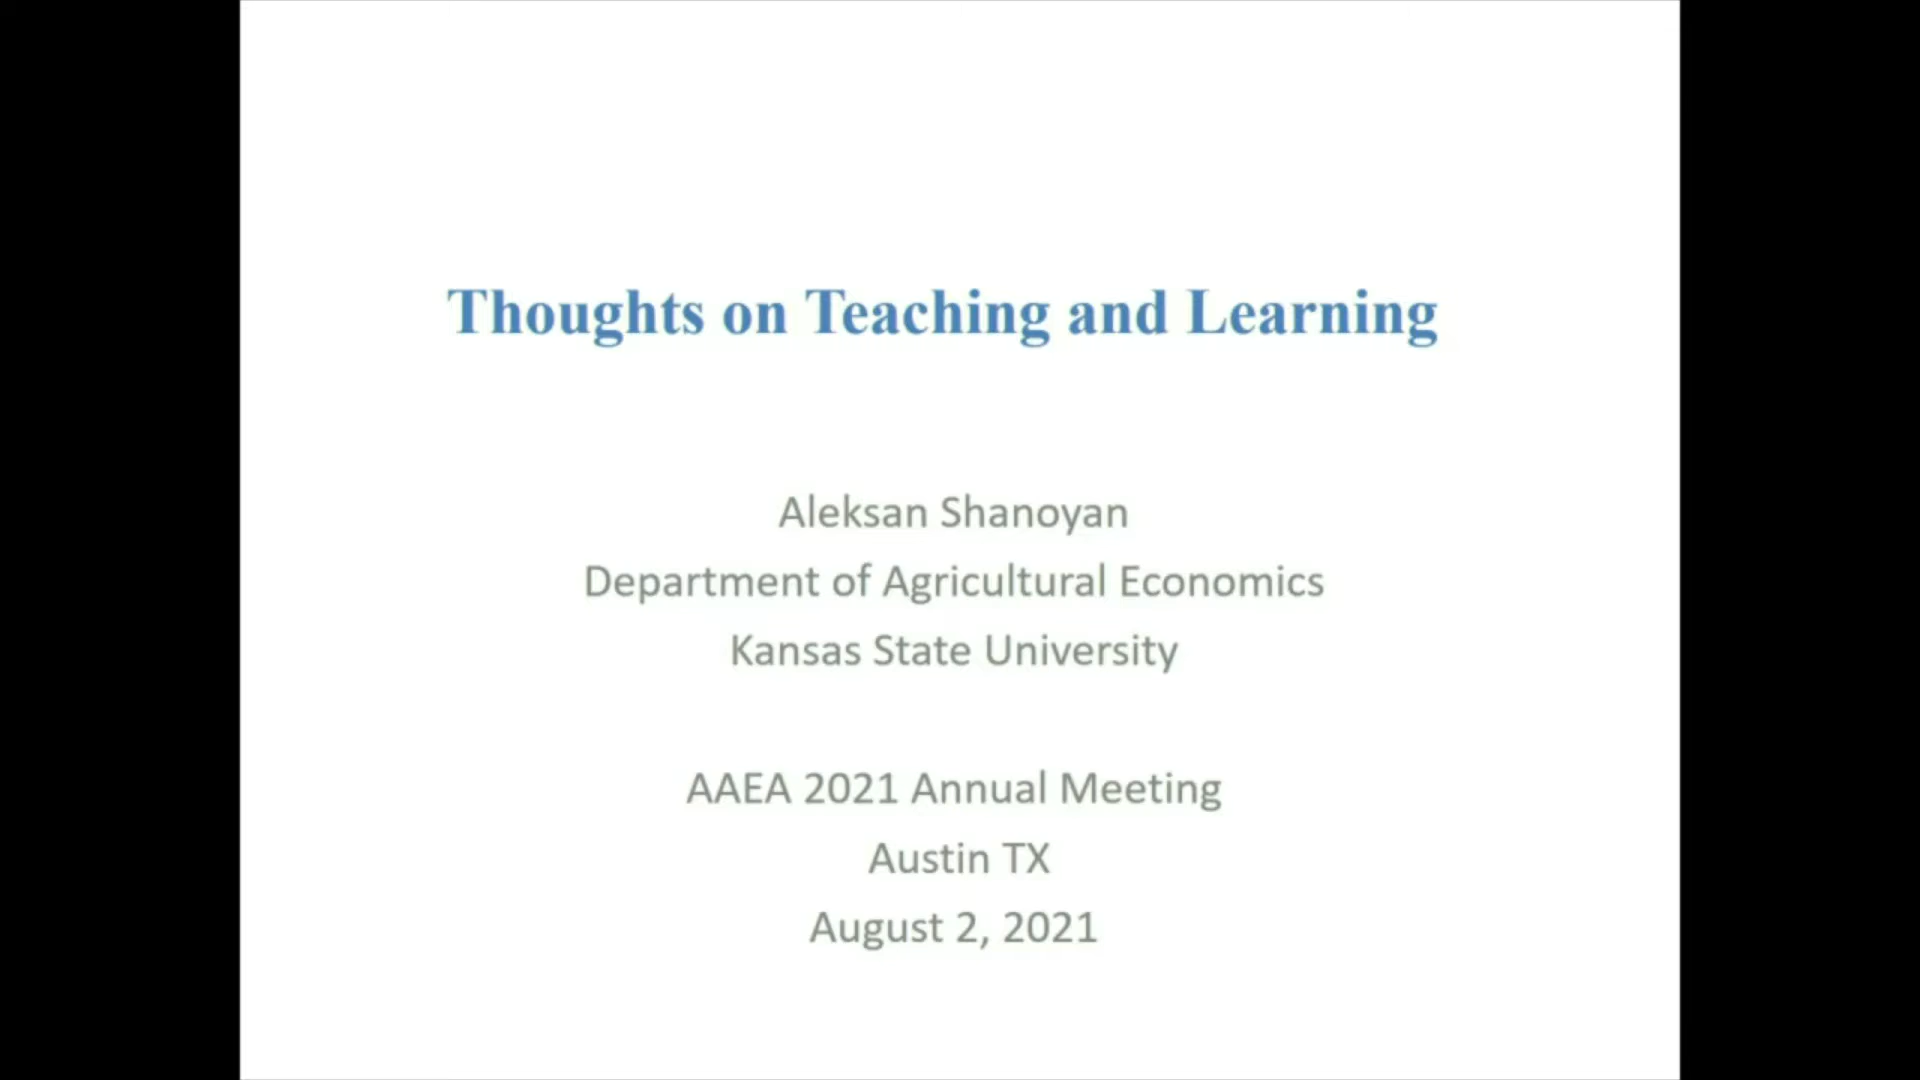 Thoughts on Teaching and Learning
Aleksan Shanoyan
Department of Agricultural Economics
Kansas State University
AAEA 2021 Annual Meeting
Austin TX
August 2, 2021